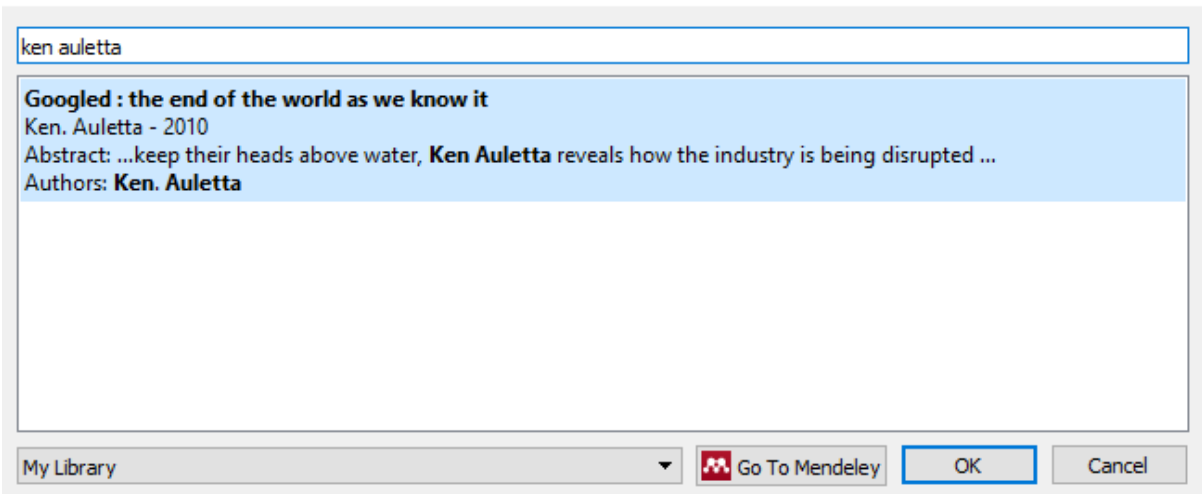 ken auletta
Googled : the end of the world as we know it
Ken. Auletta - 2010
Abstract: ...keep their heads above water, Ken Auletta reveals how the industry is being disrupted ...
Authors: Ken. Auletta
My Library
Go To Mendeley
OK
Cancel